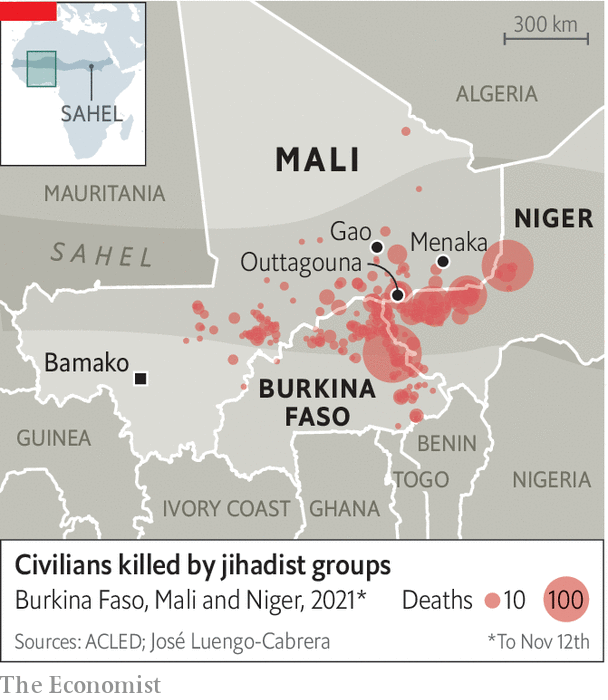 300 km
SAHEL
ALGERIA
MALI
MAURITANIA
NIGER
SAHEL
Gao
Menaka
Outtagouna
Bamako
BURKINA
FASO
GUINEA
BENIN
TOGO
NIGERIA
IVORY COAST
GHANA
Civilians killed by jihadist groups
Burkina Faso, Mali and Niger, 2021* Deaths 10 100
Sources: ACLED; José Luengo-Cabrera *To Nov 12th
The Economist